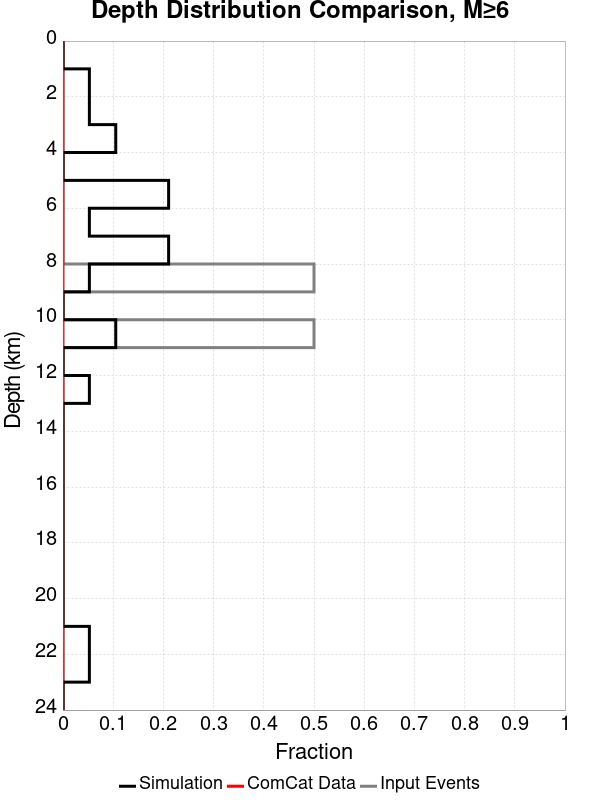 Depth Distribution Comparison, M≥6
0
2
4
6
8
10
12
14
16
18
20
22
24
Depth (km)
0 0.1 0.2 0.3 0.4 0.5 0.6 0.7 0.8 0.9 1
Fraction
Simulation ComCat Data Input Events